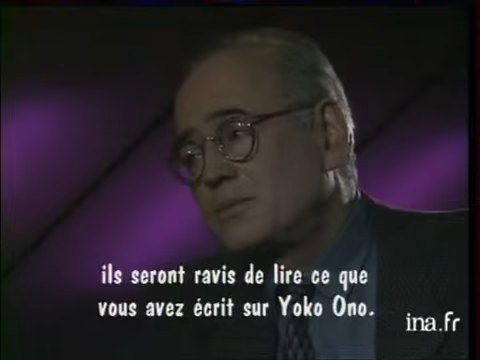 ils seront ravis de lire ce que
vous avez écrit sur Yoko Ono.
ina.fr